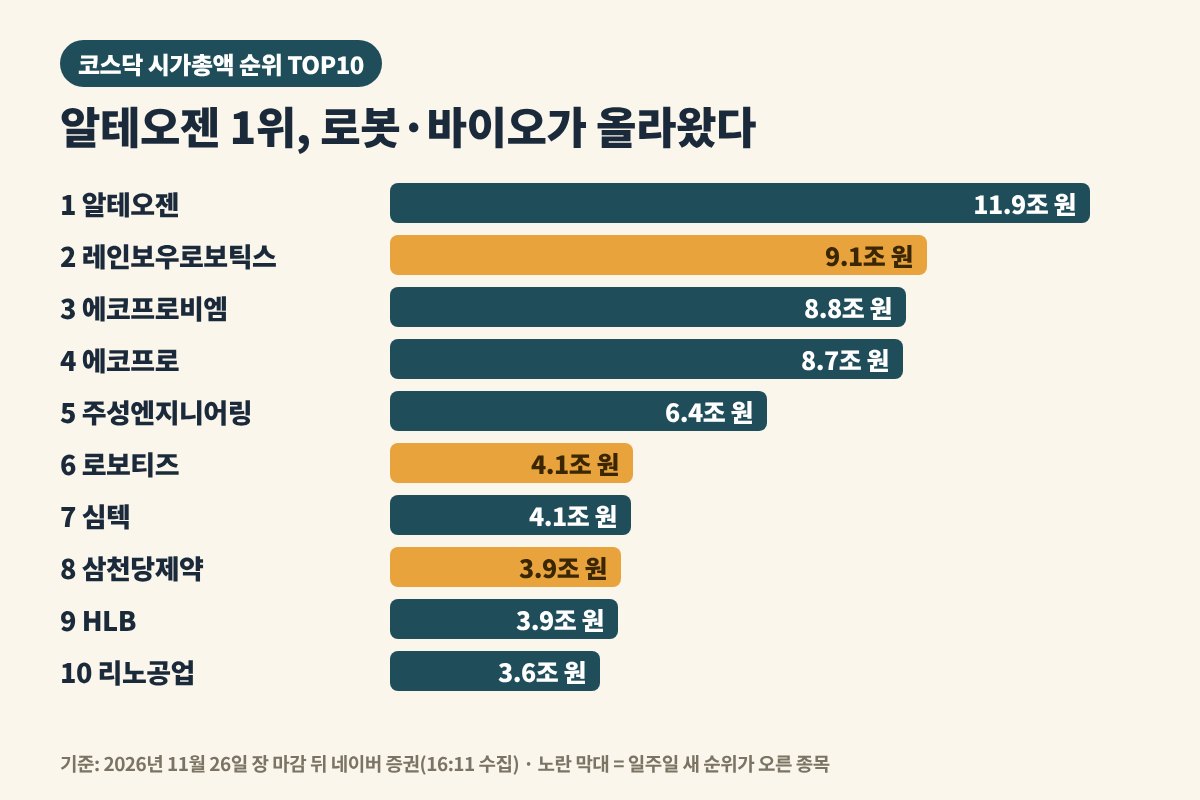 코스닥 시가총액 순위 TOP10
알테오젠 1위, 로봇·바이오가 올라왔다
1 알테오젠 11.9조 원
2 레인보우로보틱스 9.1조 원
3 에코프로비엠 8.8조 원
4 에코프로 8.7조 원
5 주성엔지니어링 6.4조 원
6 로보티즈 4.1조 원
7 심텍 4.1조 원
8 삼천당제약 3.9조 원
9 HLB 3.9조 원
10 리노공업 3.6조 원
기준: 2026년 11월 26일 장 마감 뒤 네이버 증권(16:11 수집) · 노란 막대 = 일주일 새 순위가 오른 종목